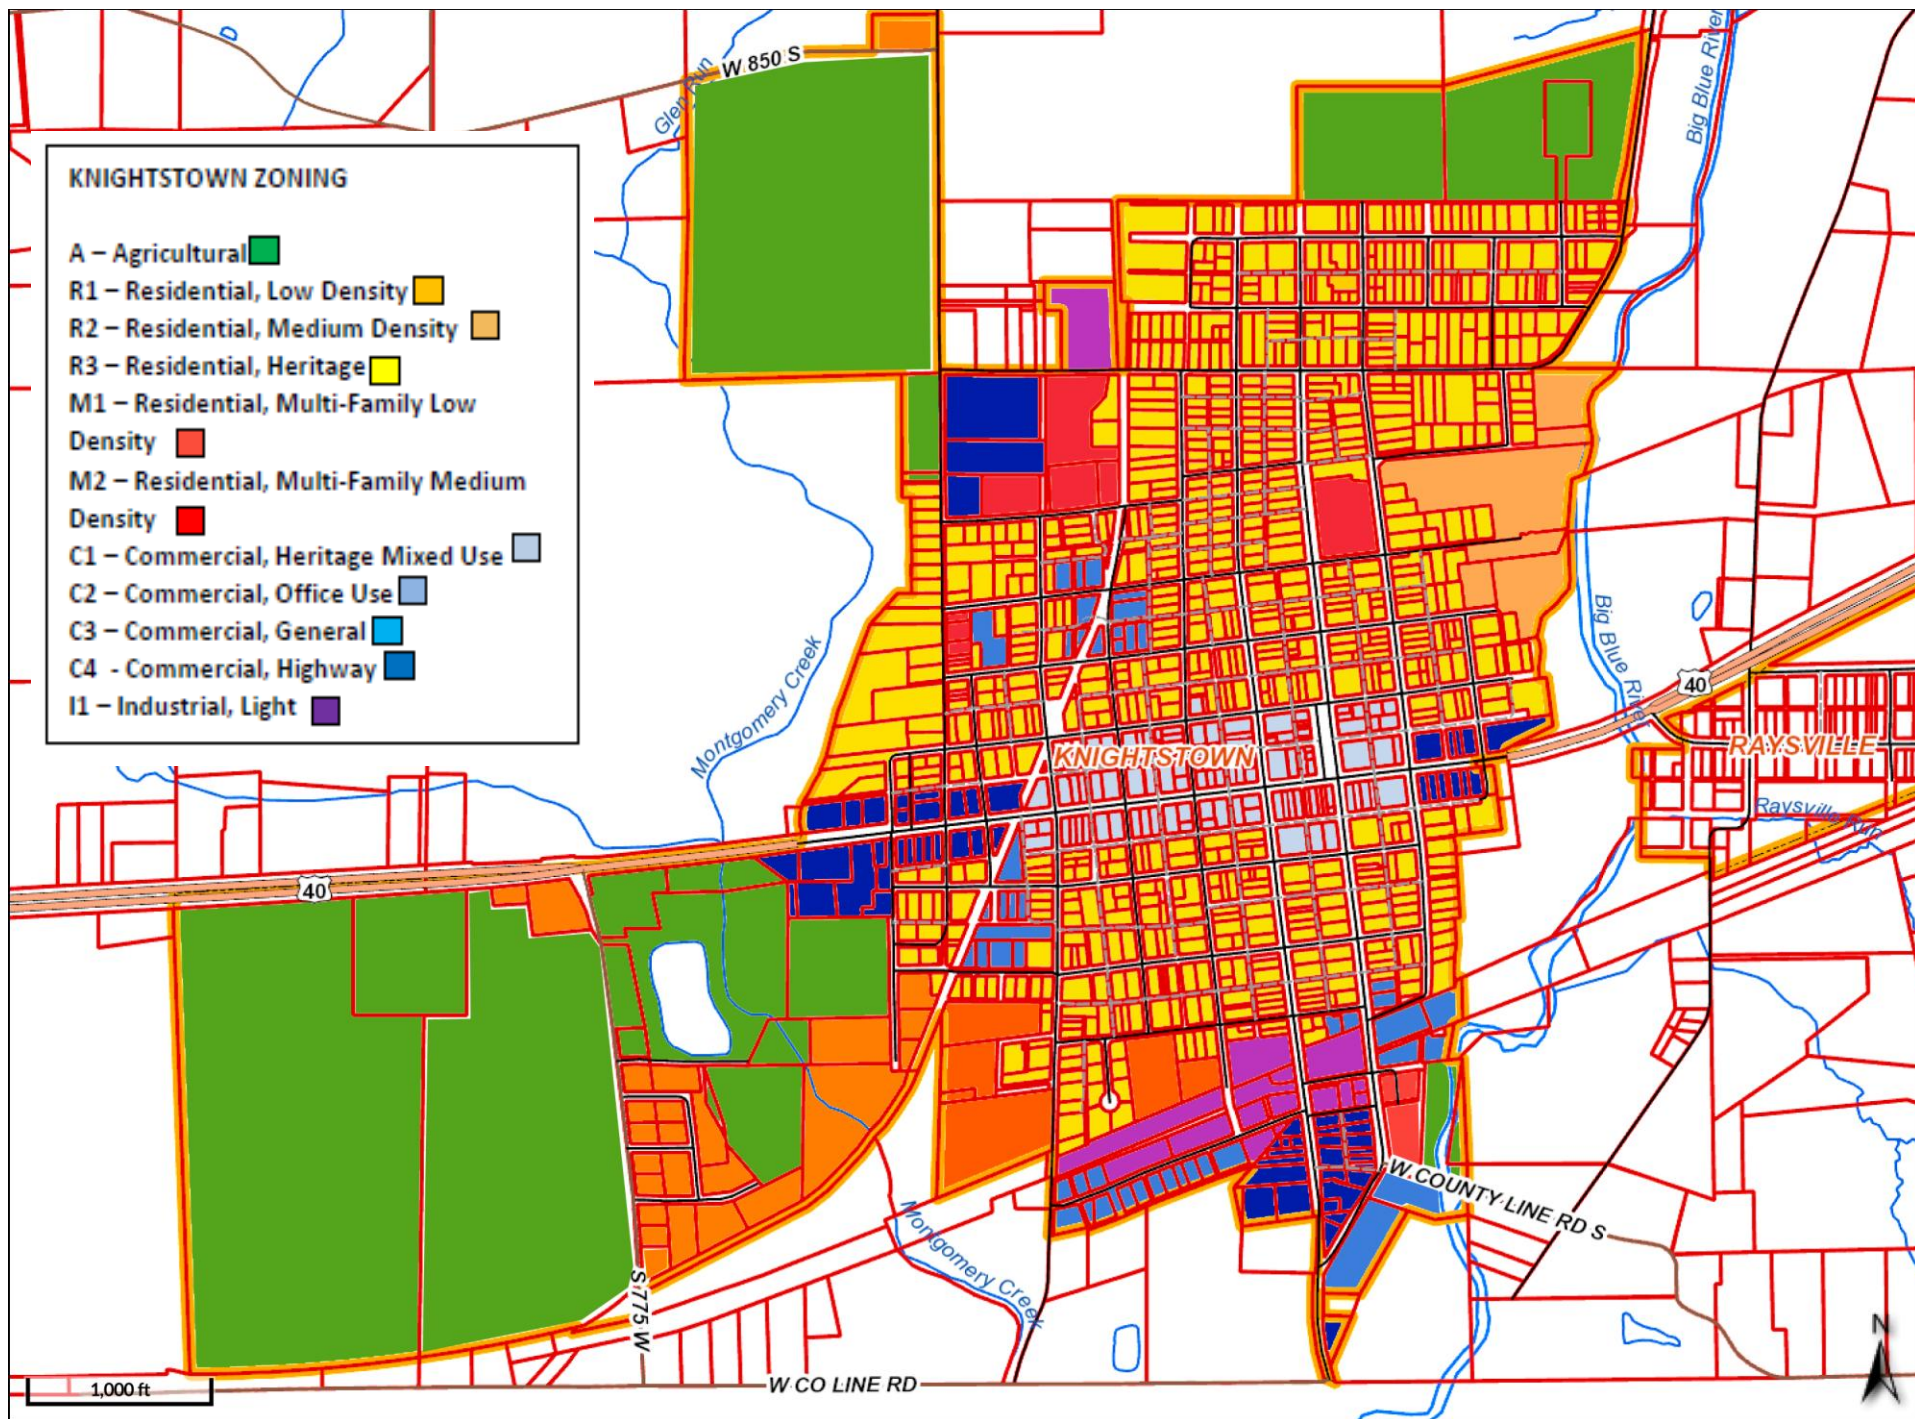 D
W 850 S
Glen Run
Big Blue River
KNIGHTSTOWN ZONING
A – Agricultural
R1 – Residential, Low Density
R2 – Residential, Medium Density
R3 – Residential, Heritage
M1 – Residential, Multi-Family Low
Density
M2 – Residential, Multi-Family Medium
Density
C1 – Commercial, Heritage Mixed Use
C2 – Commercial, Office Use
C3 – Commercial, General
C4 - Commercial, Highway
I1 – Industrial, Light
Montgomery Creek
Big Blue River
40
KNIGHTSTOWN
RAYSVILLE
Raysville Run
40
W COUNTY LINE RD S
Montgomery Creek
S 775 W
N
1,000 ft
W CO LINE RD